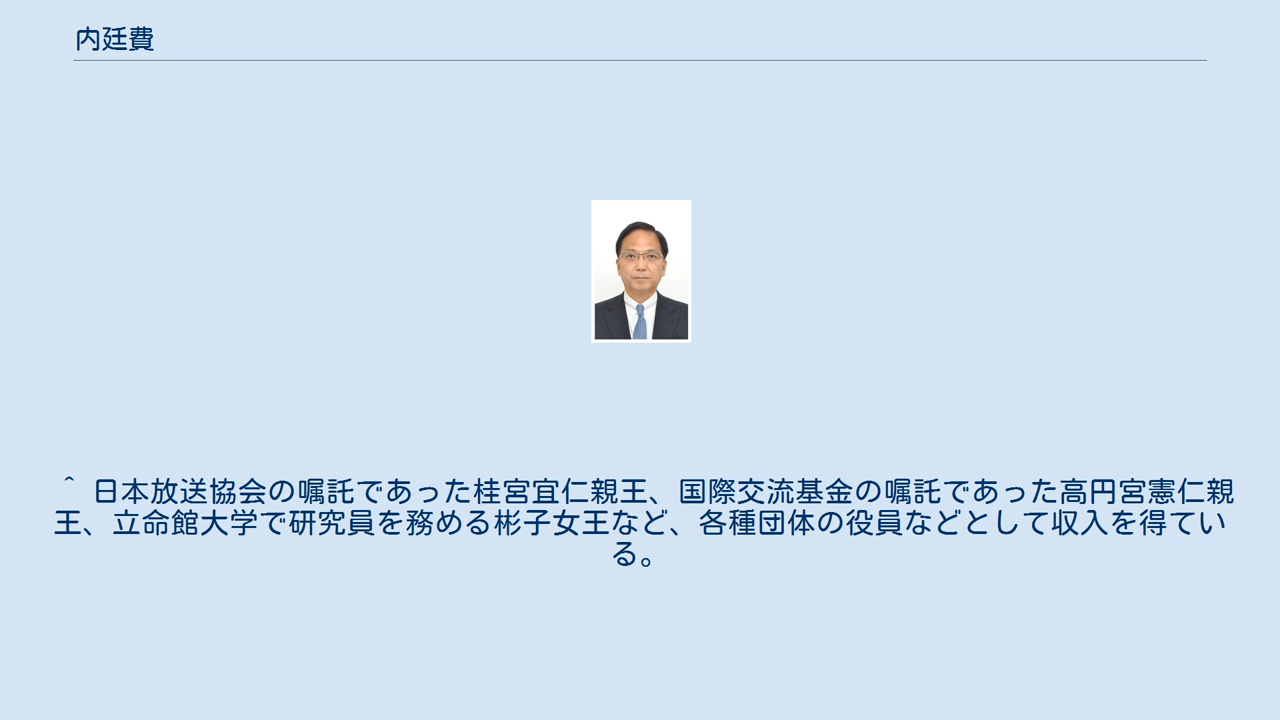 内廷費
^ 日本放送協会の嘱託であった桂宮宜仁親王、国際交流基金の嘱託であった高円宮憲仁親
王、立命館大学で研究員を務める彬子女王など、各種団体の役員などとして収入を得てい
る。